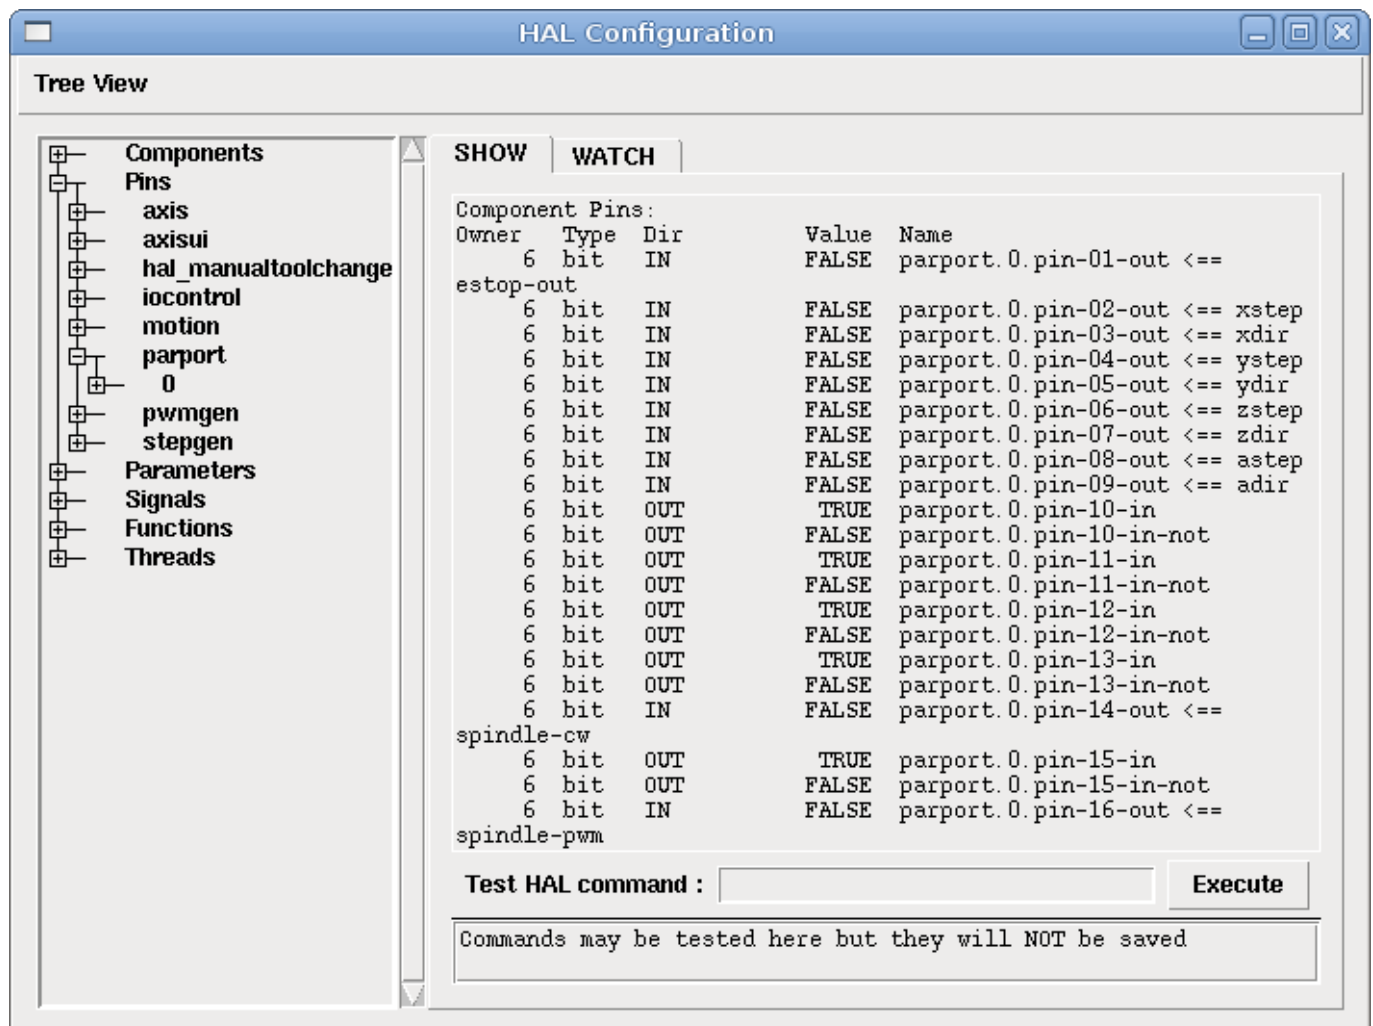 HAL Configuration
Tree View
Components
Pins
axis
axisui
hal_manualtoolchange
iocontrol
motion
parport
0
pwmgen
stepgen
Parameters
Signals
Functions
Threads
SHOW
WATCH
Component Pins:
Owner Type Dir Value Name
6 bit IN FALSE parport.0.pin-01-out <==
estop-out
6 bit IN FALSE parport.0.pin-02-out <== xstep
6 bit IN FALSE parport.0.pin-03-out <== xdir
6 bit IN FALSE parport.0.pin-04-out <== ystep
6 bit IN FALSE parport.0.pin-05-out <== ydir
6 bit IN FALSE parport.0.pin-06-out <== zstep
6 bit IN FALSE parport.0.pin-07-out <== zdir
6 bit IN FALSE parport.0.pin-08-out <== astep
6 bit IN FALSE parport.0.pin-09-out <== adir
6 bit OUT TRUE parport.0.pin-10-in
6 bit OUT FALSE parport.0.pin-10-in-not
6 bit OUT TRUE parport.0.pin-11-in
6 bit OUT FALSE parport.0.pin-11-in-not
6 bit OUT TRUE parport.0.pin-12-in
6 bit OUT FALSE parport.0.pin-12-in-not
6 bit OUT TRUE parport.0.pin-13-in
6 bit OUT FALSE parport.0.pin-13-in-not
6 bit IN FALSE parport.0.pin-14-out <==
spindle-cw
6 bit OUT TRUE parport.0.pin-15-in
6 bit OUT FALSE parport.0.pin-15-in-not
6 bit IN FALSE parport.0.pin-16-out <==
spindle-pwm
Test HAL command :
Execute
Commands may be tested here but they will NOT be saved